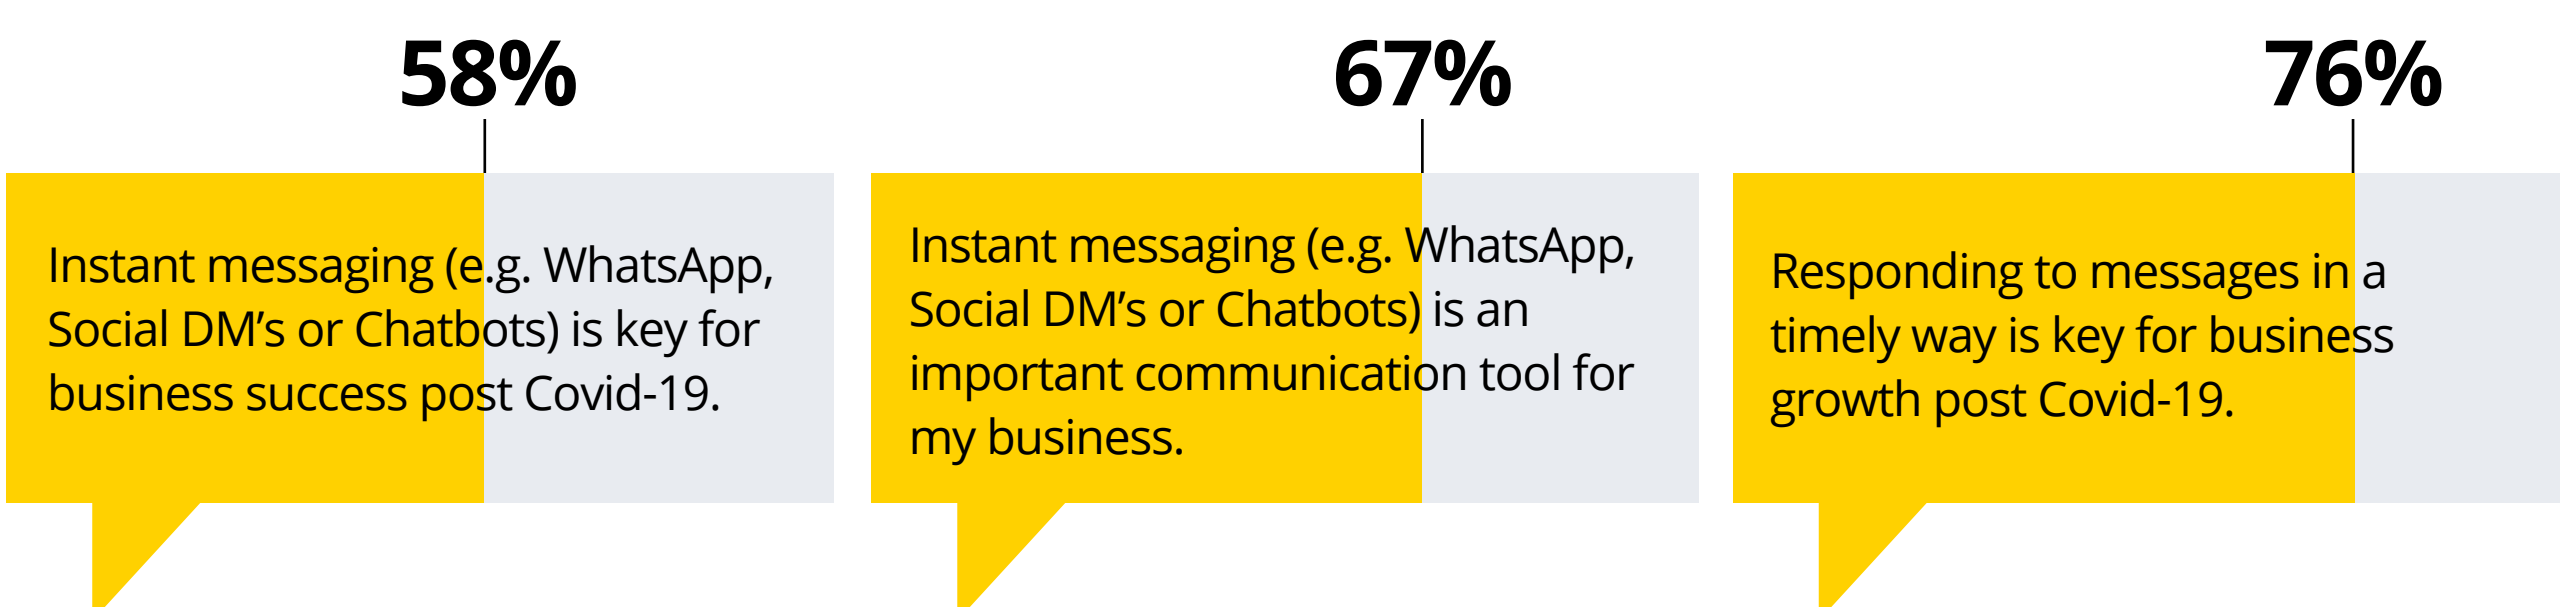 58%
Instant messaging (e.g. WhatsApp,
Social DM’s or Chatbots) is key for
business success post Covid-19.
67%
Instant messaging (e.g. WhatsApp,
Social DM’s or Chatbots) is an
important communication tool for
my business.
76%
Responding to messages in a
timely way is key for business
growth post Covid-19.